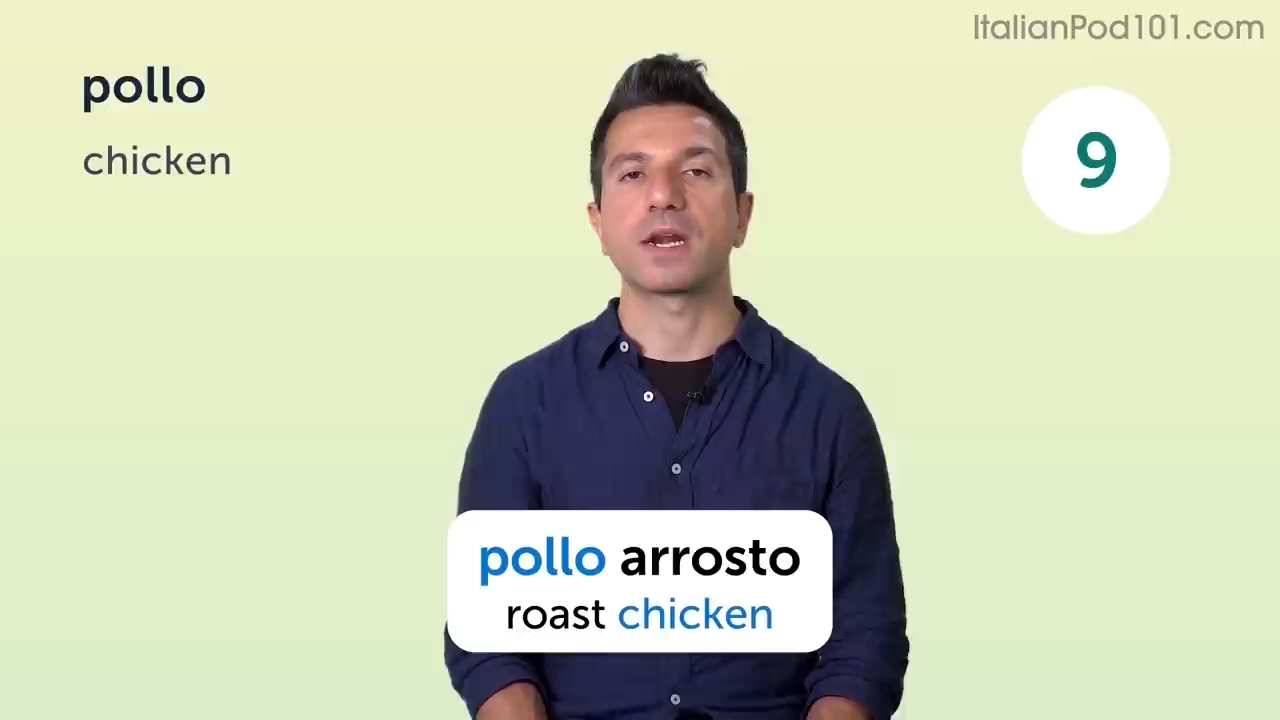 ItalianPod101.com
pollo
chicken
9
pollo arrosto
roast chicken